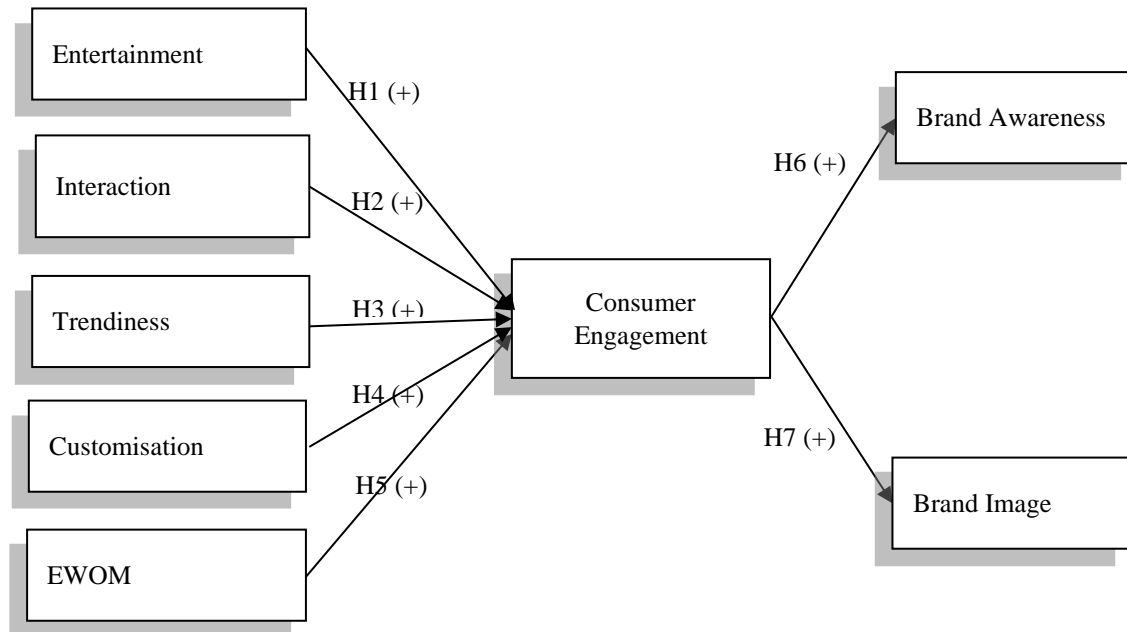 Entertainment
H1 (+)
Brand Awareness
H6 (+)
Interaction
H2 (+)
Consumer
Engagement
Trendiness
H3 (+)
Customisation
H4 (+)
H7 (+)
H5 (+)
Brand Image
EWOM